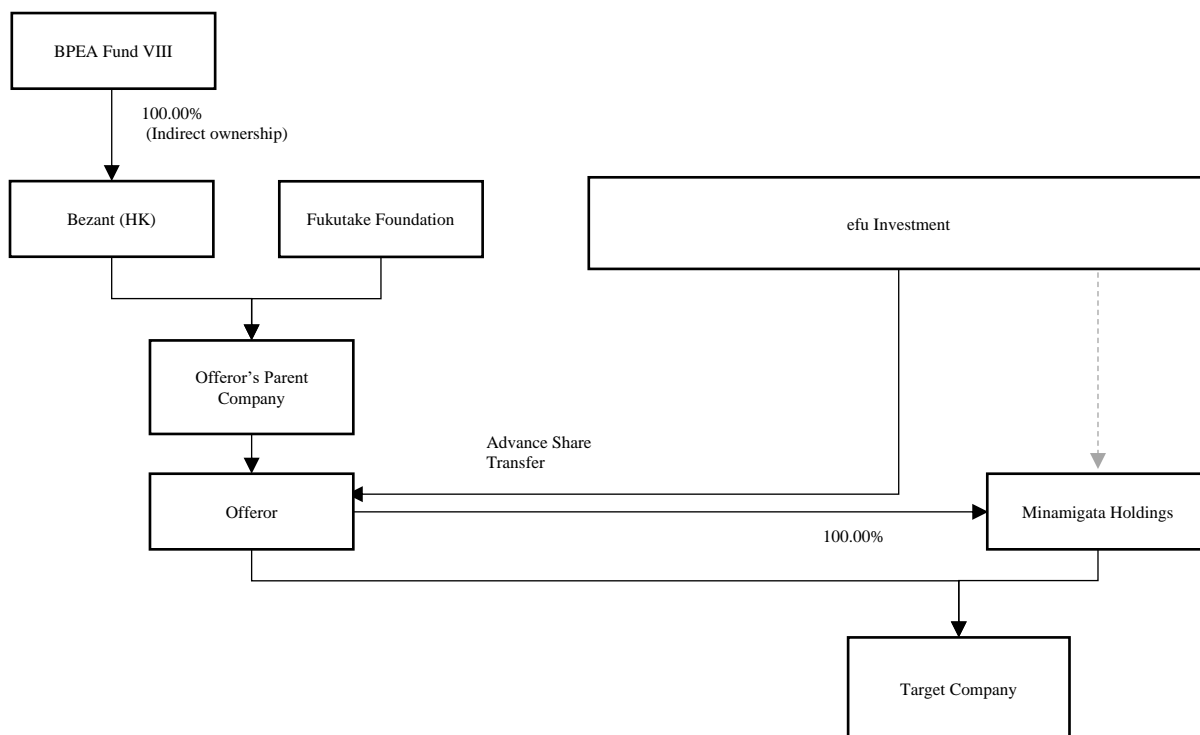 BPEA Fund VIII
100.00%
(Indirect ownership)
Bezant (HK)
Fukutake Foundation
efu Investment
Offeror’s Parent
Company
Advance Share
Transfer
Offeror
Minamigata Holdings
100.00%
Target Company